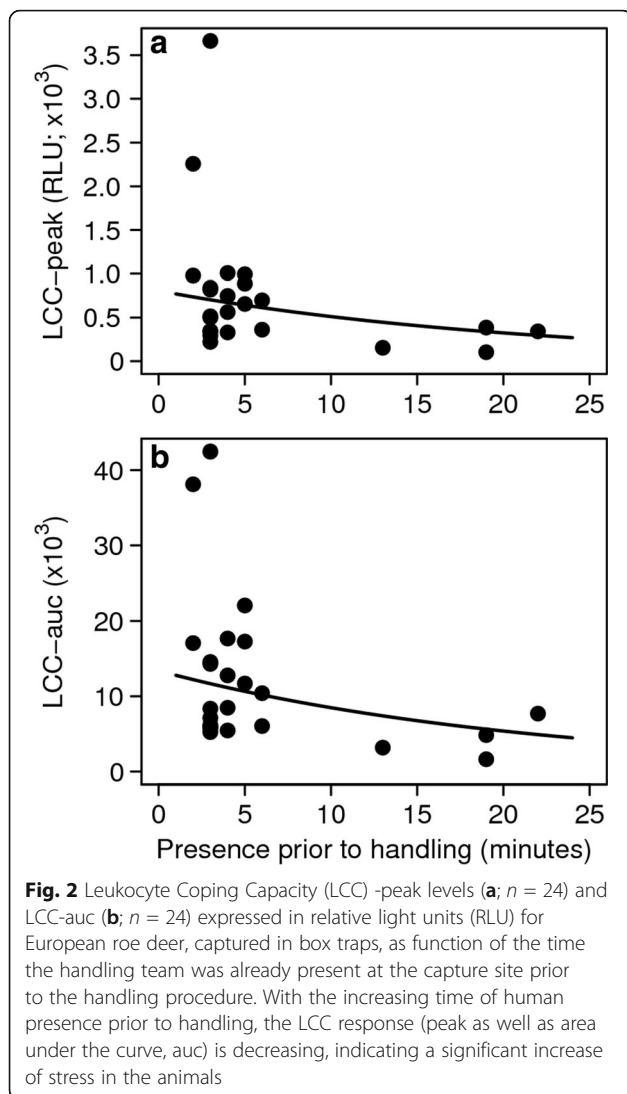 a
3.5
3.0
2.5
2.0
1.5
1.0
0.5
0
LCC−peak (RLU; x10³)
0 5 10 15 20 25
b
40
30
20
10
0
LCC−auc (x10³)
0 5 10 15 20 25
Presence prior to handling (minutes)
Fig. 2 Leukocyte Coping Capacity (LCC) -peak levels (a; n = 24) and
LCC-auc (b; n = 24) expressed in relative light units (RLU) for
European roe deer, captured in box traps, as function of the time
the handling team was already present at the capture site prior
to the handling procedure. With the increasing time of human
presence prior to handling, the LCC response (peak as well as area
under the curve, auc) is decreasing, indicating a significant increase
of stress in the animals